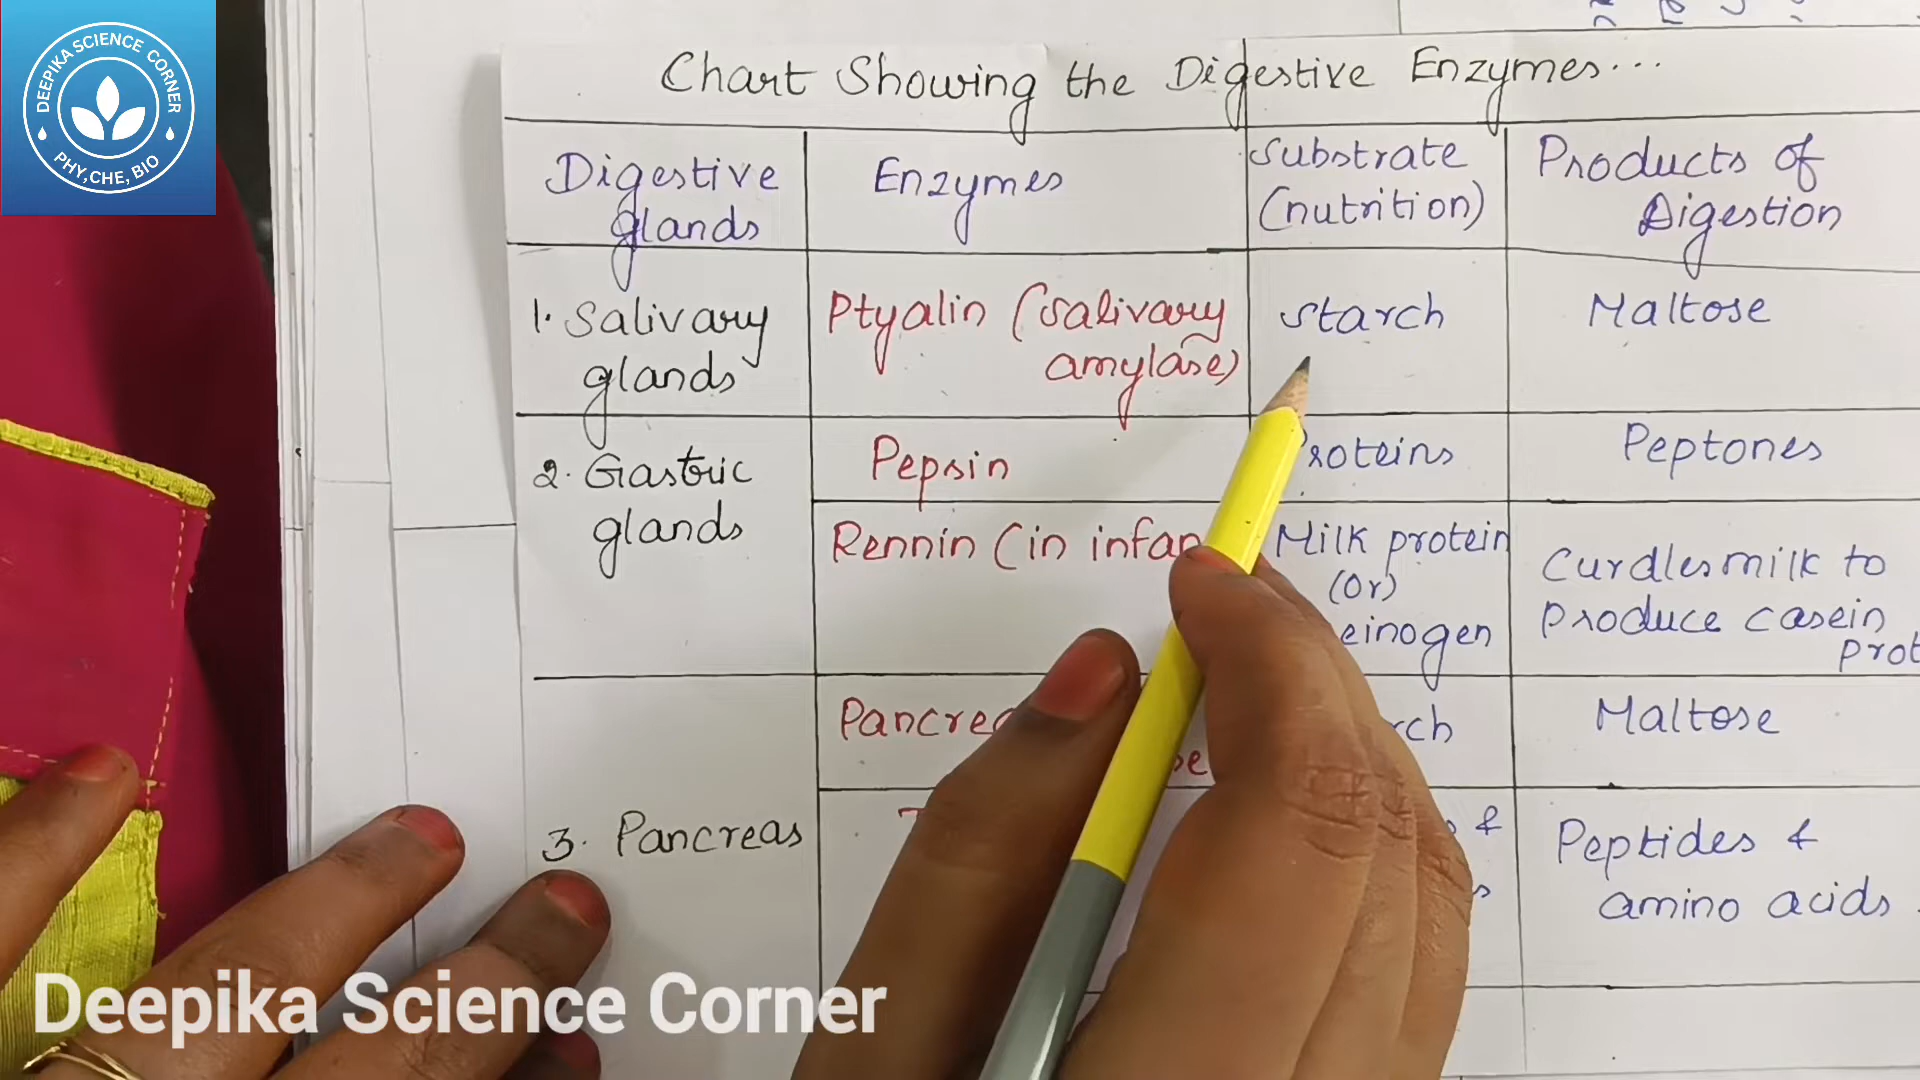 DEEPIKA SCIENCE CORNER
PHY,CHE, BIO
Chart Showing the Digestive Enzymes...
Digestive glands
Enzymes
Substrate (nutrition)
Products of Digestion
1. Salivary glands
Ptyalin (salivary amylase)
starch
Maltose
2. Gastric glands
Pepsin
Peptones
Rennin (in
Milk protein (or)
Curdles milk to produce casein
3. Pancreas
Maltose
&
Peptides & amino acids
Deepika Science Corner